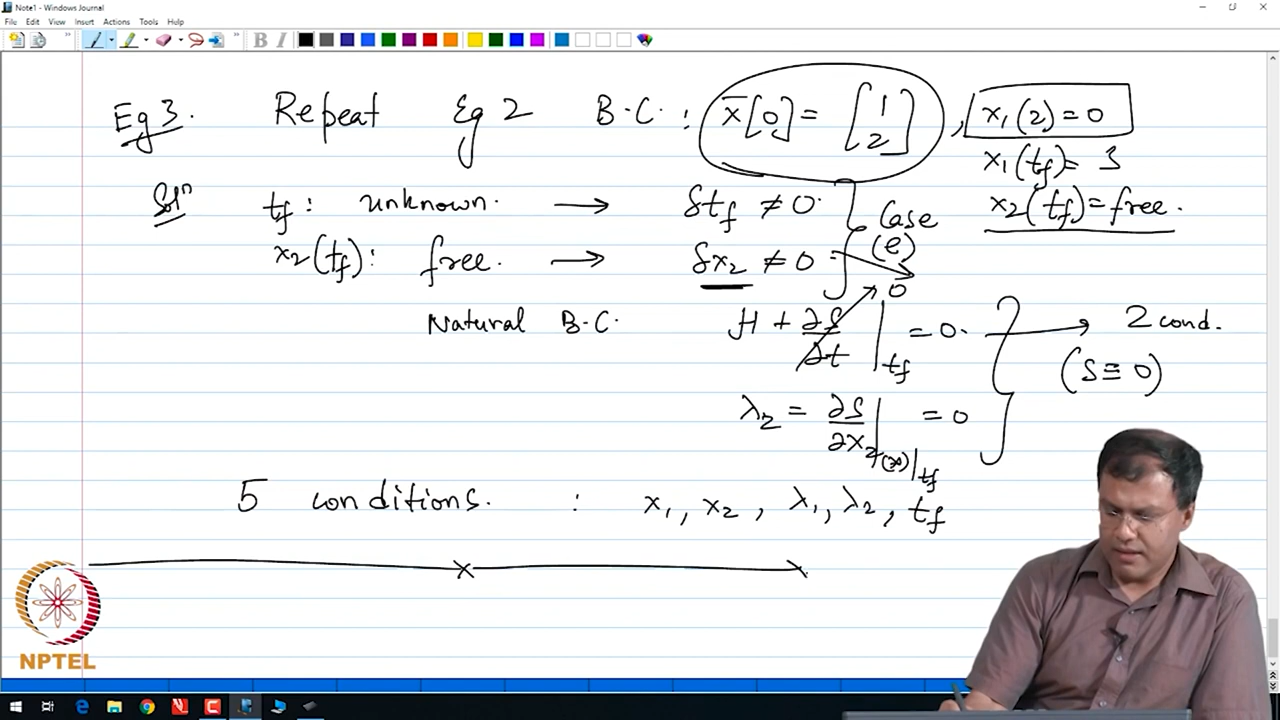 Note1 - Windows Journal
File Edit View Insert Actions Tools Help
B I
Eg 3. Repeat Eg 2 B.C.: x̄[0] = [1 2], x₁(2) = 0
x₁(tf) = 3
x₂(tf) = free.
Solⁿ tf : unknown. → δtf ≠ 0.
x₂(tf) : free. → δx₂ ≠ 0
Case (e)
Natural B.C. H + ∂S/∂t |tf = 0. → 2 cond.
0
(S ≡ 0)
λ₂ = ∂S/∂x₂ |(*)|tf = 0
5 conditions. : x₁, x₂, λ₁, λ₂, tf
NPTEL